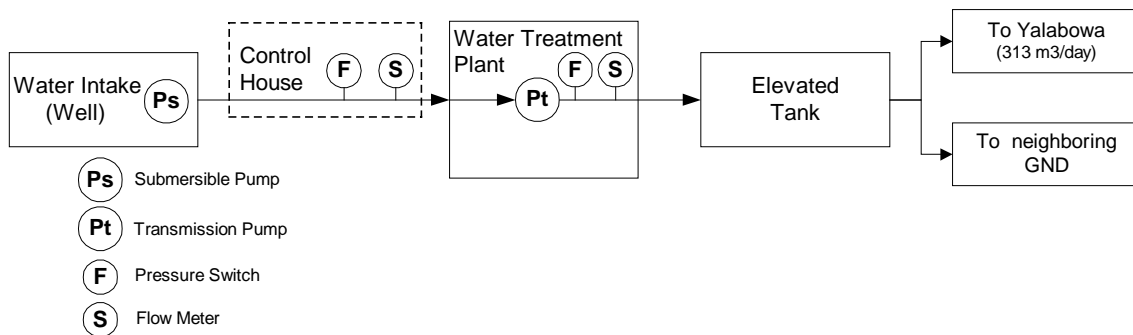 Water Intake
(Well)
Ps
Control
House
F
S
Water Treatment
Plant
Pt
F
S
Elevated
Tank
To Yalabowa
(313 m3/day)
To neighboring
GND
Ps Submersible Pump
Pt Transmission Pump
F Pressure Switch
S Flow Meter